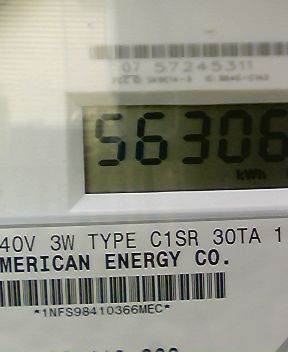 07 57245311
56306
kWh
40V 3W TYPE C1SR 30TA 1
MERICAN ENERGY CO.
*1NFS98410366MEC*